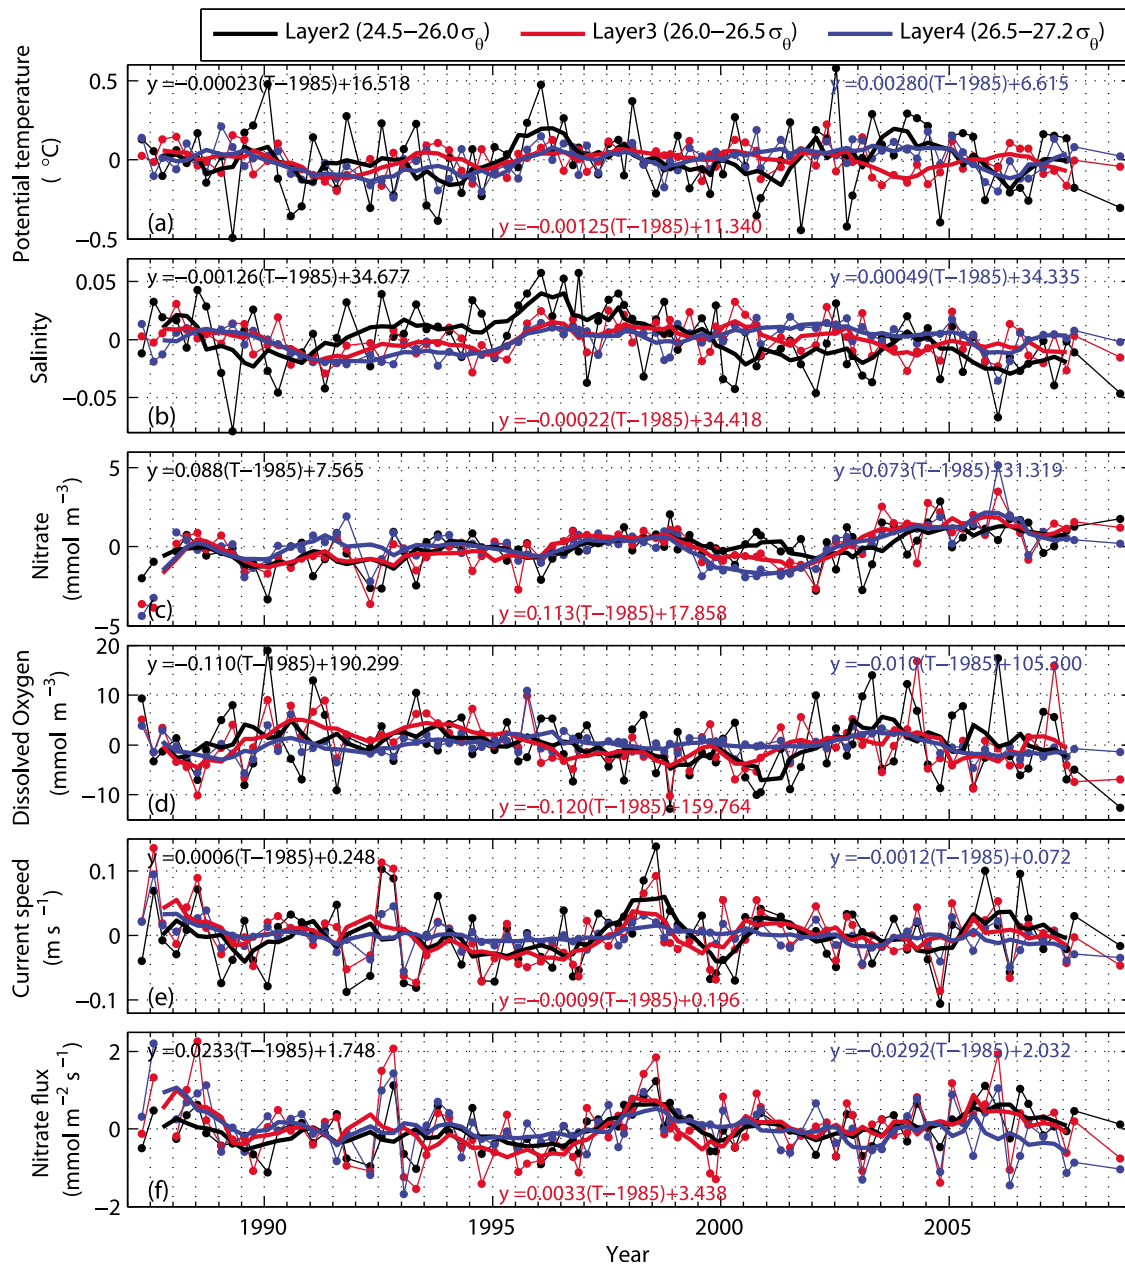 Layer2 (24.5−26.0σθ) Layer3 (26.0−26.5σθ) Layer4 (26.5−27.2σθ)
Potential temperature
( °C)
0.5
0
−0.5
y =−0.00023(T−1985)+16.518
0.00280(T−1985)+6.615
y =−0.00125(T−1985)+11.340
(a)
Salinity
0.05
0
−0.05
y =−0.00126(T−1985)+34.677
0.00049(T−1985)+34.335
y =−0.00022(T−1985)+34.418
(b)
Nitrate
(mmol m −3)
5
0
−5
y =0.088(T−1985)+7.565
y =0.073(T−1985)+31.319
y =0.113(T−1985)+17.858
(c)
Dissolved Oxygen
(mmol m −3)
20
10
0
−10
y =−0.110(T−1985)+190.299
y =−0.010(T−1985)+105.200
y =−0.120(T−1985)+159.764
(d)
Current speed
(m s −1)
0.1
0
−0.1
y =0.0006(T−1985)+0.248
y =−0.0012(T−1985)+0.072
y =−0.0009(T−1985)+0.196
(e)
Nitrate flux
(mmol m−2 s−1)
2
0
−2
y =0.0233(T−1985)+1.748
y =−0.0292(T−1985)+2.032
y =0.0033(T−1985)+3.438
(f)
1990 1995 2000 2005
Year